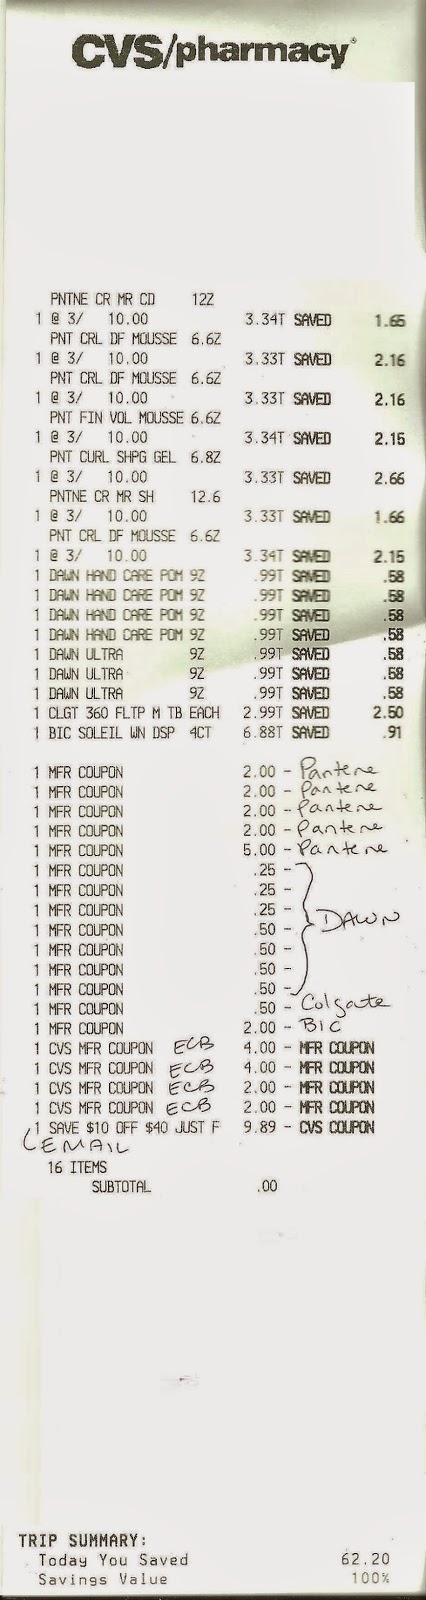 CVS/pharmacy®
PNTNE CR MR CD 12Z
1 @ 3/ 10.00 3.34T SAVED 1.65
PNT CRL DF MOUSSE 6.6Z
1 @ 3/ 10.00 3.33T SAVED 2.16
PNT CRL DF MOUSSE 6.6Z
1 @ 3/ 10.00 3.33T SAVED 2.16
PNT FIN VOL MOUSSE 6.6Z
1 @ 3/ 10.00 3.34T SAVED 2.15
PNT CURL SHPG GEL 6.8Z
1 @ 3/ 10.00 3.33T SAVED 2.66
PNTNE CR MR SH 12.6
1 @ 3/ 10.00 3.33T SAVED 1.66
PNT CRL DF MOUSSE 6.6Z
1 @ 3/ 10.00 3.34T SAVED 2.15
1 DAWN HAND CARE POM 9Z .99T SAVED .58
1 DAWN HAND CARE POM 9Z .99T SAVED .58
1 DAWN HAND CARE POM 9Z .99T SAVED .58
1 DAWN HAND CARE POM 9Z .99T SAVED .58
1 DAWN ULTRA 9Z .99T SAVED .58
1 DAWN ULTRA 9Z .99T SAVED .58
1 DAWN ULTRA 9Z .99T SAVED .58
1 CLGT 360 FLTP M TB EACH 2.99T SAVED 2.50
1 BIC SOLEIL WN DSP 4CT 6.88T SAVED .91
1 MFR COUPON 2.00 - Pantene
1 MFR COUPON 2.00 - Pantene
1 MFR COUPON 2.00 - Pantene
1 MFR COUPON 2.00 - Pantene
1 MFR COUPON 5.00 - Pantene
1 MFR COUPON .25 -
1 MFR COUPON .25 -
1 MFR COUPON .25 - DAWN
1 MFR COUPON .50 -
1 MFR COUPON .50 -
1 MFR COUPON .50 -
1 MFR COUPON .50 -
1 MFR COUPON .50 - Colgate
1 MFR COUPON 2.00 - BIC
1 CVS MFR COUPON ECB 4.00 - MFR COUPON
1 CVS MFR COUPON ECB 4.00 - MFR COUPON
1 CVS MFR COUPON ECB 2.00 - MFR COUPON
1 CVS MFR COUPON ECB 2.00 - MFR COUPON
1 SAVE $10 OFF $40 JUST F 9.89 - CVS COUPON
EMAIL
16 ITEMS
SUBTOTAL .00
TRIP SUMMARY:
Today You Saved 62.20
Savings Value 100%